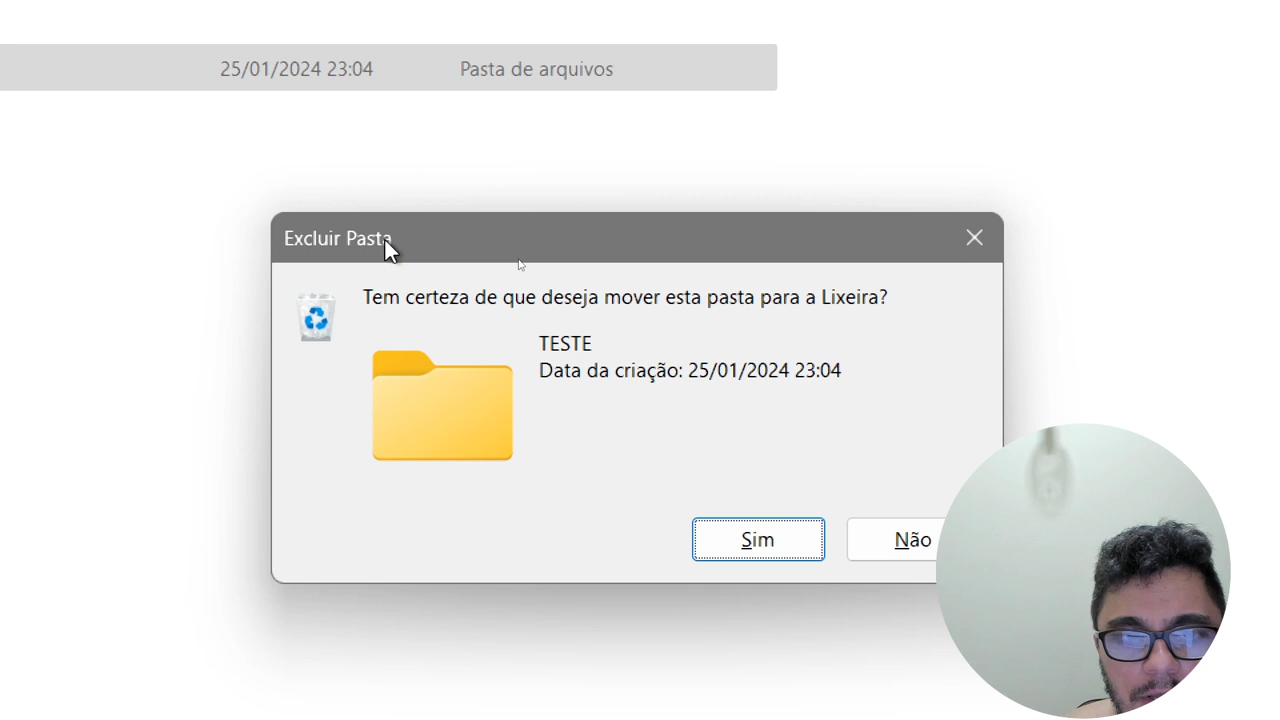 25/01/2024 23:04 Pasta de arquivos
Excluir Pasta
Tem certeza de que deseja mover esta pasta para a Lixeira?
TESTE
Data da criação: 25/01/2024 23:04
Sim Não